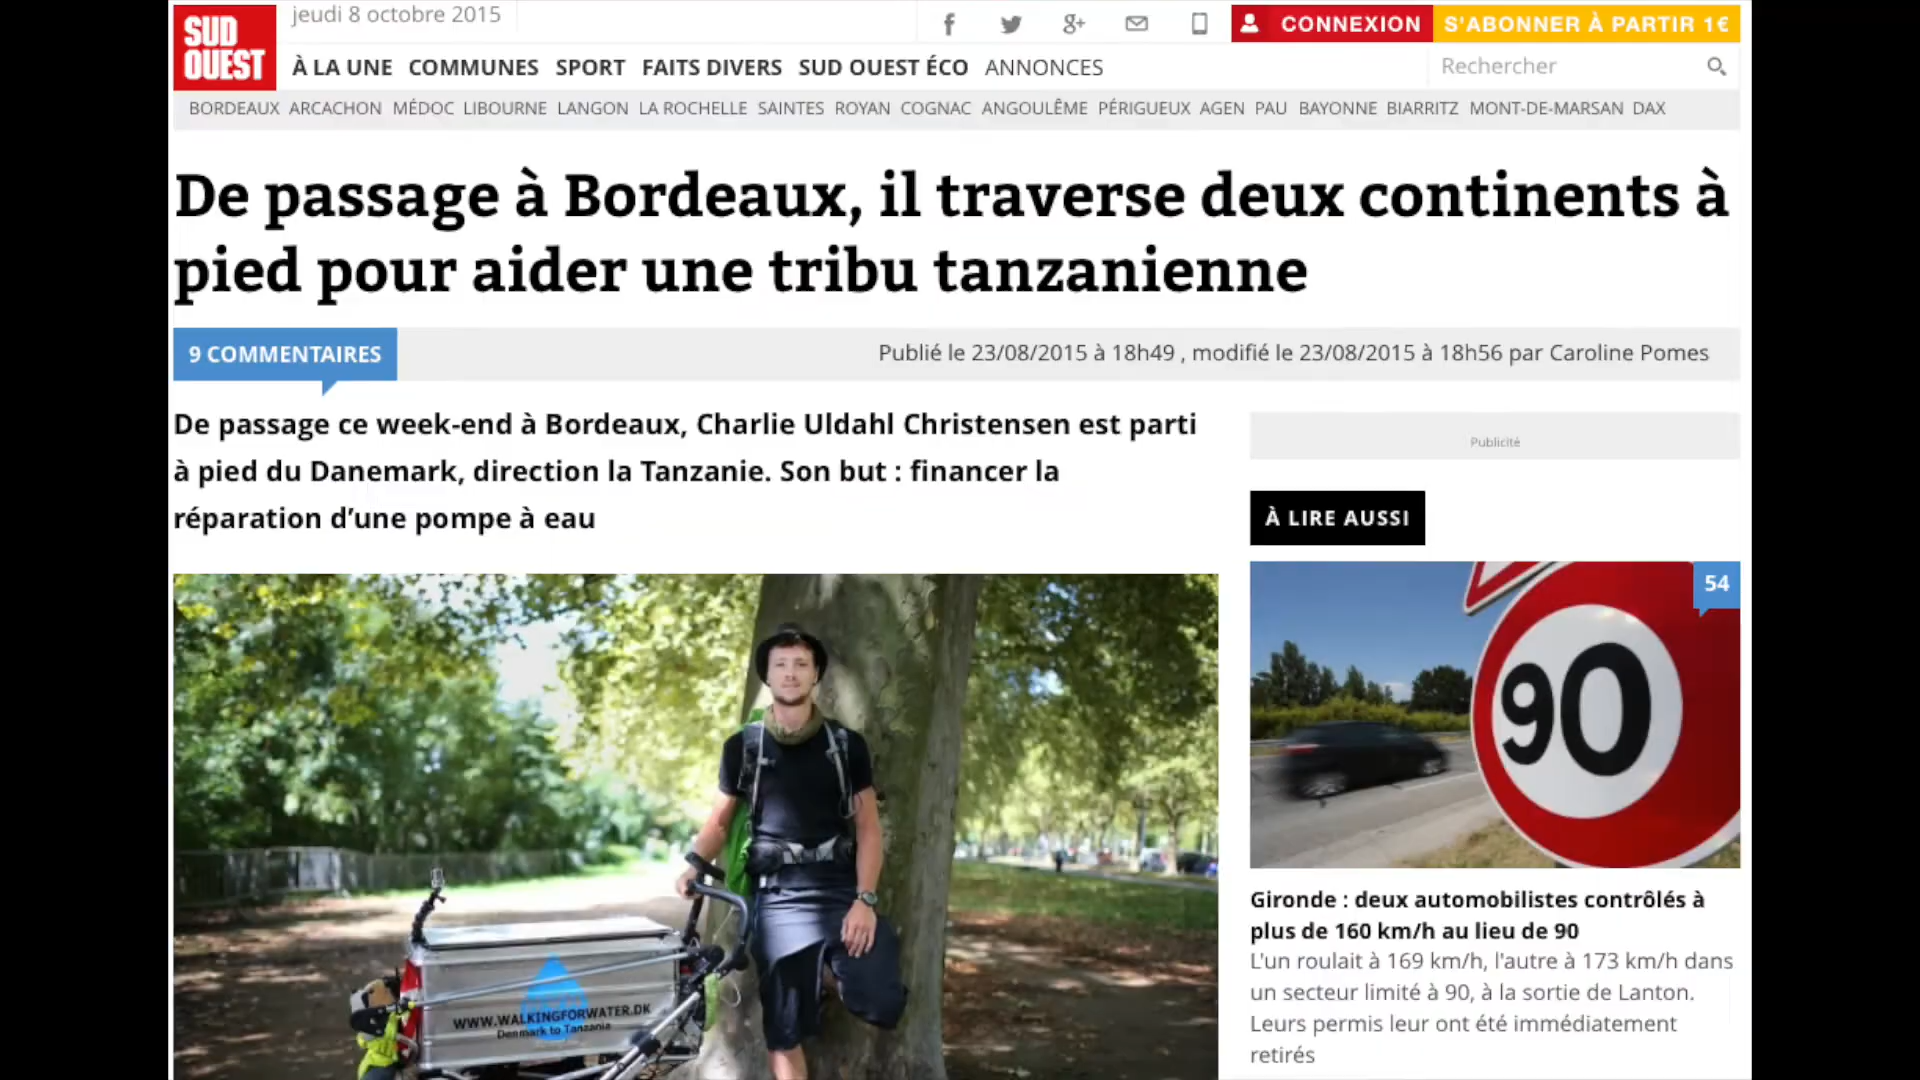 SUD
OUEST
jeudi 8 octobre 2015
CONNEXION
S'ABONNER À PARTIR 1€
À LA UNE COMMUNES SPORT FAITS DIVERS SUD OUEST ÉCO ANNONCES
Rechercher
BORDEAUX ARCACHON MÉDOC LIBOURNE LANGON LA ROCHELLE SAINTES ROYAN COGNAC ANGOULÊME PÉRIGUEUX AGEN PAU BAYONNE BIARRITZ MONT-DE-MARSAN DAX
De passage à Bordeaux, il traverse deux continents à
pied pour aider une tribu tanzanienne
9 COMMENTAIRES
Publié le 23/08/2015 à 18h49 , modifié le 23/08/2015 à 18h56 par Caroline Pomes
De passage ce week-end à Bordeaux, Charlie Uldahl Christensen est parti
à pied du Danemark, direction la Tanzanie. Son but : financer la
réparation d’une pompe à eau
WWW.WALKINGFORWATER.DK
Denmark to Tanzania
Publicité
À LIRE AUSSI
54
90
Gironde : deux automobilistes contrôlés à
plus de 160 km/h au lieu de 90
L'un roulait à 169 km/h, l'autre à 173 km/h dans
un secteur limité à 90, à la sortie de Lanton.
Leurs permis leur ont été immédiatement
retirés